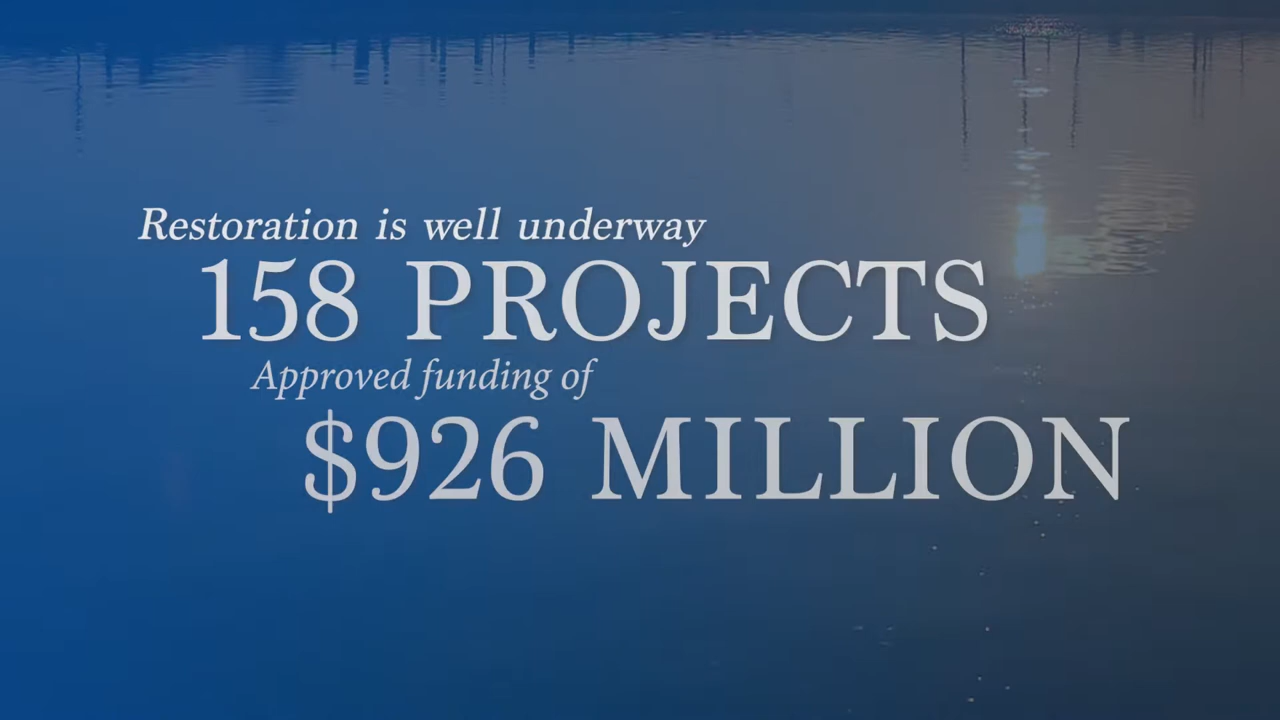 Restoration is well underway
158 PROJECTS
Approved funding of
$926 MILLION